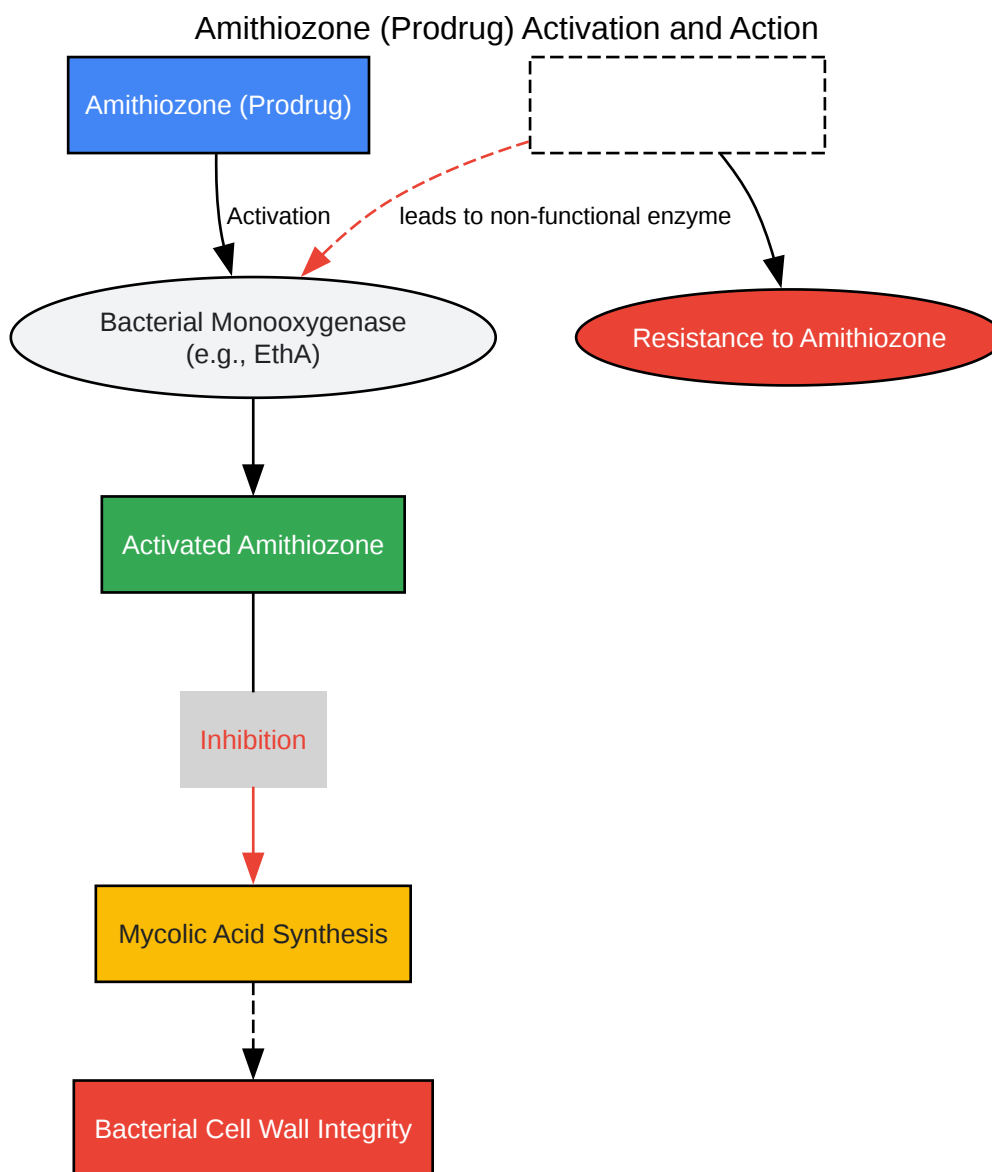 Amithiozone (Prodrug) Activation and Action
Amithiozone (Prodrug)
Activation
leads to non-functional enzyme
Bacterial Monooxygenase
(e.g., EthA)
Resistance to Amithiozone
Activated Amithiozone
Inhibition
Mycolic Acid Synthesis
Bacterial Cell Wall Integrity